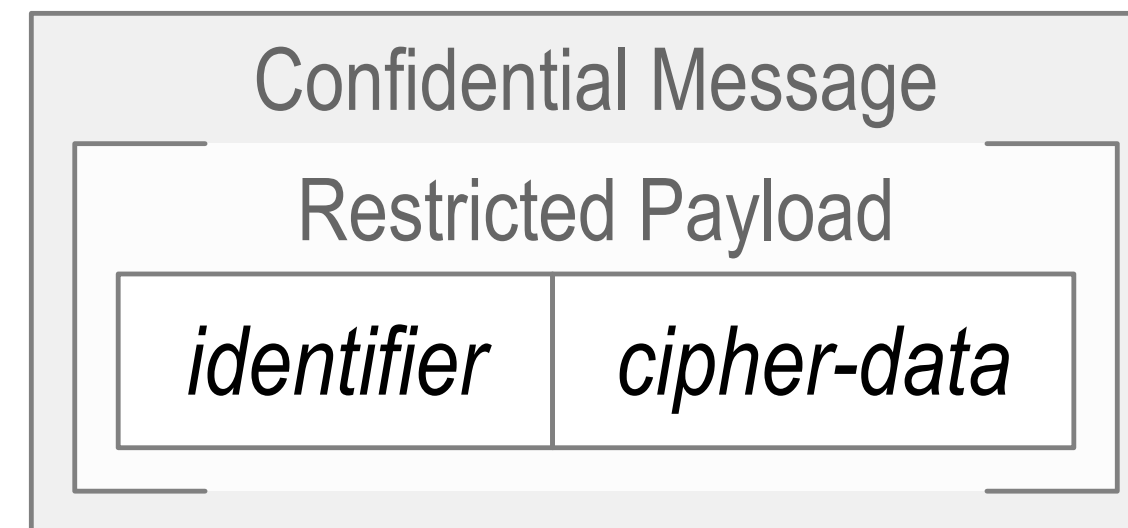 Confidential Message
Restricted Payload
identifier cipher-data